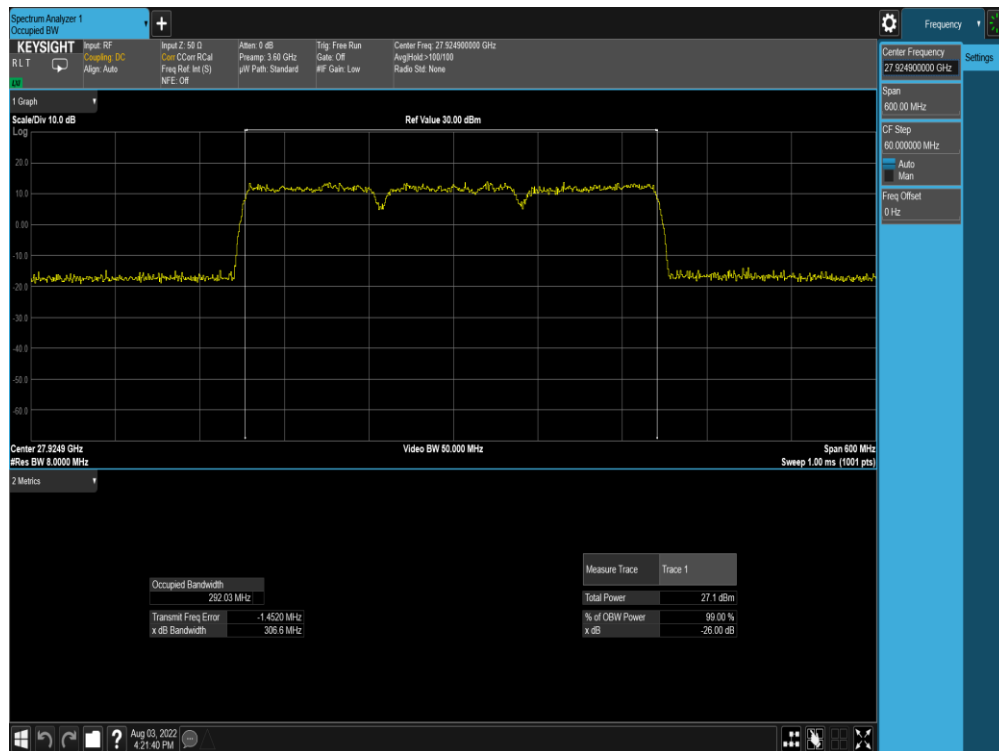 Spectrum Analyzer 1
Occupied BW
+
Frequency
KEYSIGHT
RLT
LXI
Input: RF
Coupling: DC
Align: Auto
Input Z: 50 Ω
Corr CCorr RCal
Freq Ref: Int (S)
NFE: Off
Atten: 0 dB
Preamp: 3.60 GHz
µW Path: Standard
Trig: Free Run
Gate: Off
#IF Gain: Low
Center Freq: 27.924900000 GHz
Avg|Hold:>100/100
Radio Std: None
Center Frequency
27.924900000 GHz
Settings
Span
600.00 MHz
CF Step
60.000000 MHz
Auto
Man
Freq Offset
0 Hz
1 Graph
Scale/Div 10.0 dB
Ref Value 30.00 dBm
Log
20.0
10.0
0.00
-10.0
-20.0
-30.0
-40.0
-50.0
-60.0
Center 27.9249 GHz
Video BW 50.000 MHz
Span 600 MHz
#Res BW 8.0000 MHz
Sweep 1.00 ms (1001 pts)
2 Metrics
Measure Trace Trace 1
Occupied Bandwidth
292.03 MHz
Total Power 27.1 dBm
Transmit Freq Error -1.4520 MHz
% of OBW Power 99.00 %
x dB Bandwidth 306.6 MHz
x dB -26.00 dB
?
Aug 03, 2022
4:21:40 PM